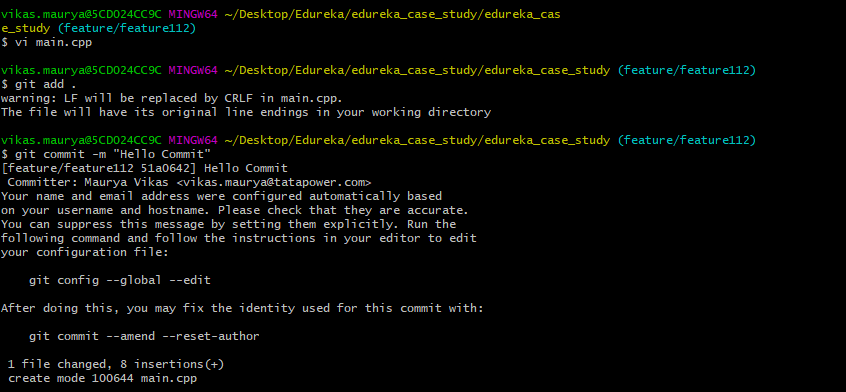 vikas.maurya@5CD024CC9C MINGW64 ~/Desktop/Edureka/edureka_case_study/edureka_cas
e_study (feature/feature112)
$ vi main.cpp
vikas.maurya@5CD024CC9C MINGW64 ~/Desktop/Edureka/edureka_case_study/edureka_case_study (feature/feature112)
$ git add .
warning: LF will be replaced by CRLF in main.cpp.
The file will have its original line endings in your working directory
vikas.maurya@5CD024CC9C MINGW64 ~/Desktop/Edureka/edureka_case_study/edureka_case_study (feature/feature112)
$ git commit -m "Hello Commit"
[feature/feature112 51a0642] Hello Commit
 Committer: Maurya Vikas <vikas.maurya@tatapower.com>
Your name and email address were configured automatically based
on your username and hostname. Please check that they are accurate.
You can suppress this message by setting them explicitly. Run the
following command and follow the instructions in your editor to edit
your configuration file:
    git config --global --edit
After doing this, you may fix the identity used for this commit with:
    git commit --amend --reset-author
 1 file changed, 8 insertions(+)
 create mode 100644 main.cpp